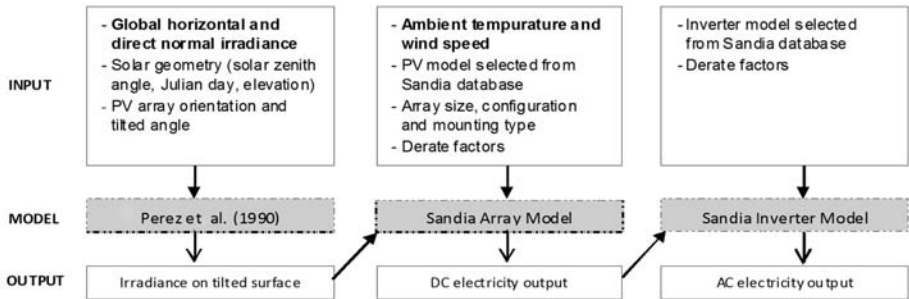 INPUT
- Global horizontal and
direct normal irradiance
- Solar geometry (solar zenith
angle, Julian day, elevation)
- PV array orientation and
tilted angle
- Ambient tempurature and
wind speed
- PV model selected from
Sandia database
- Array size, configuration
and mounting type
- Derate factors
- Inverter model selected
from Sandia database
- Derate factors
MODEL
Perez et al. (1990)
Sandia Array Model
Sandia Inverter Model
OUTPUT
Irradiance on tilted surface
DC electricity output
AC electricity output